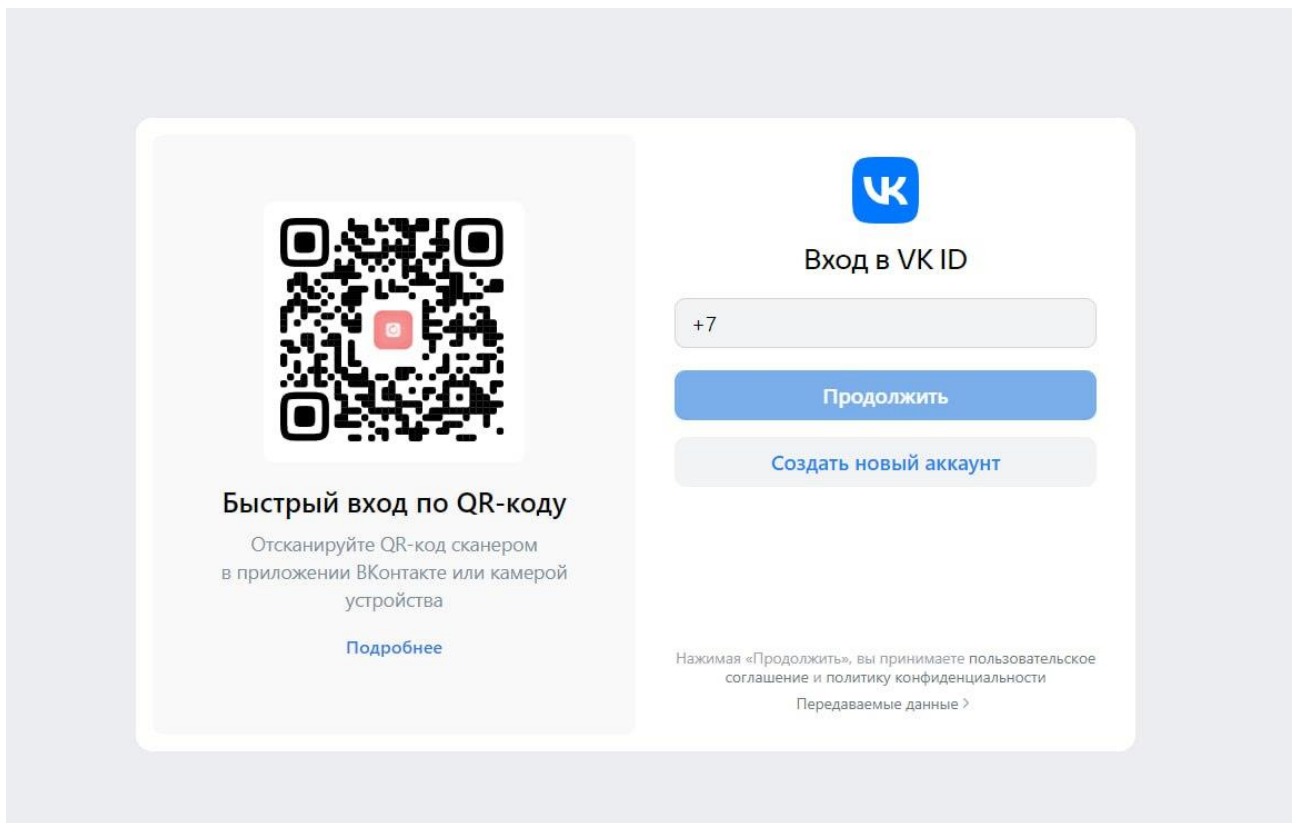 Быстрый вход по QR-коду
Отсканируйте QR-код сканером
в приложении ВКонтакте или камерой
устройства
Подробнее
VK
Вход в VK ID
+7
Продолжить
Создать новый аккаунт
Нажимая «Продолжить», вы принимаете пользовательское
соглашение и политику конфиденциальности
Передаваемые данные >